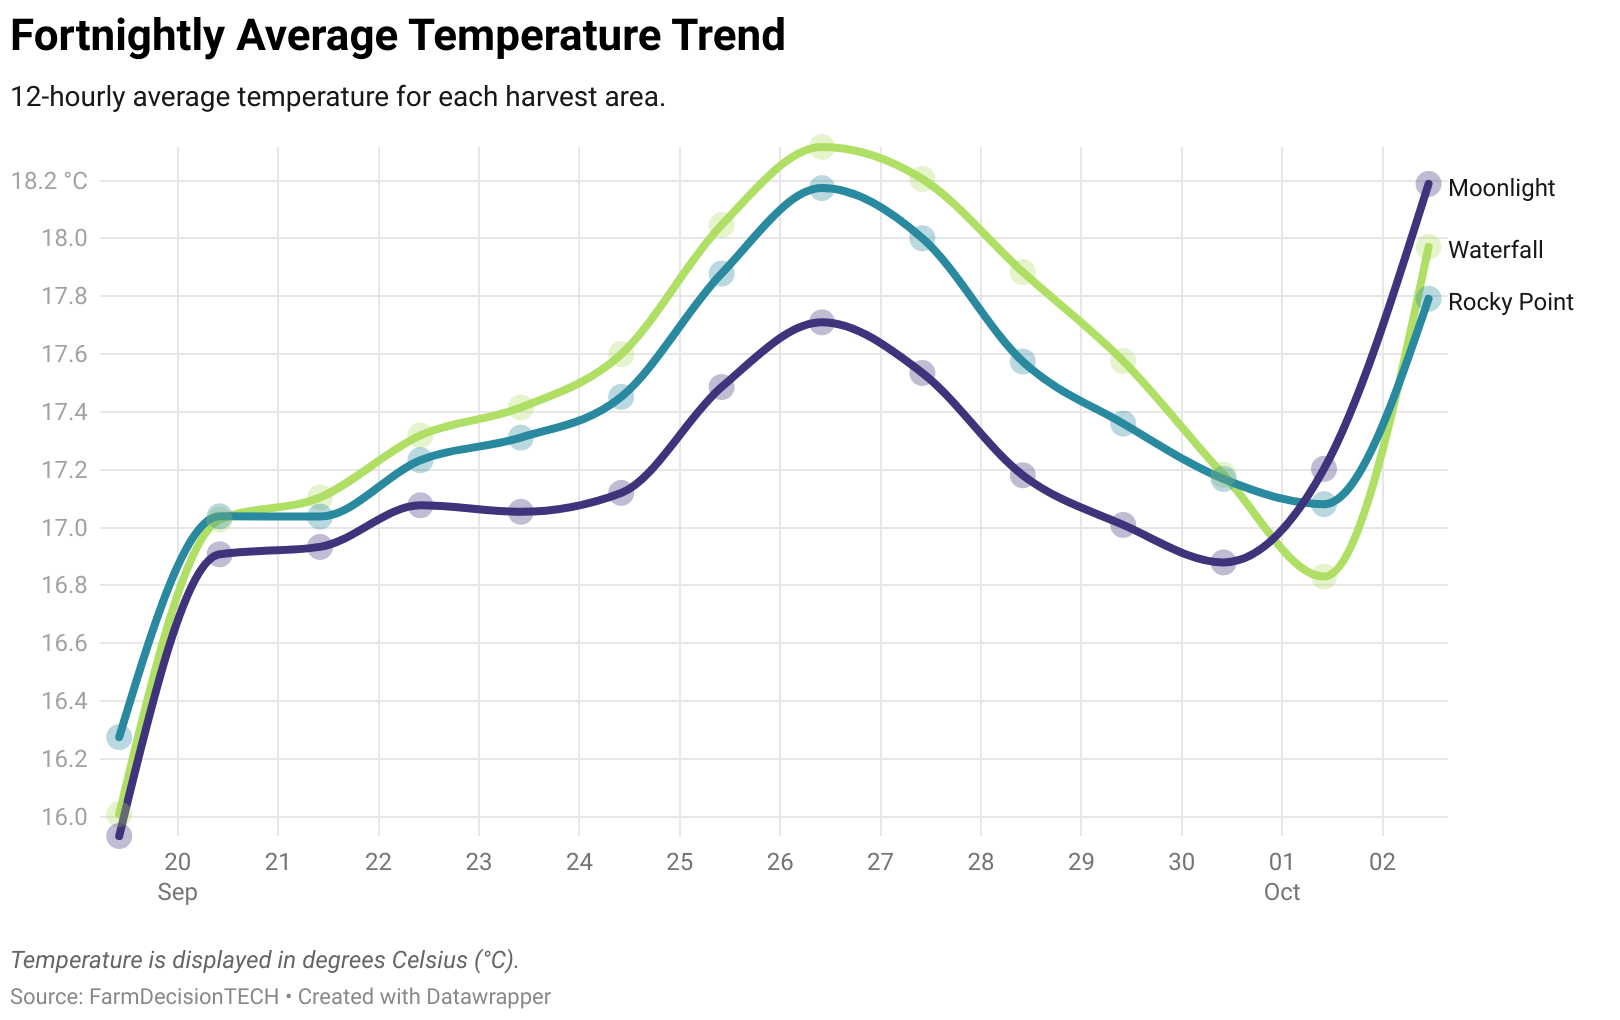 Fortnightly Average Temperature Trend
12-hourly average temperature for each harvest area.
18.2 °C
18.0
17.8
17.6
17.4
17.2
17.0
16.8
16.6
16.4
16.2
16.0
Moonlight
Waterfall
Rocky Point
20 21 22 23 24 25 26 27 28 29 30 01 02
Sep Oct
Temperature is displayed in degrees Celsius (°C).
Source: FarmDecisionTECH • Created with Datawrapper